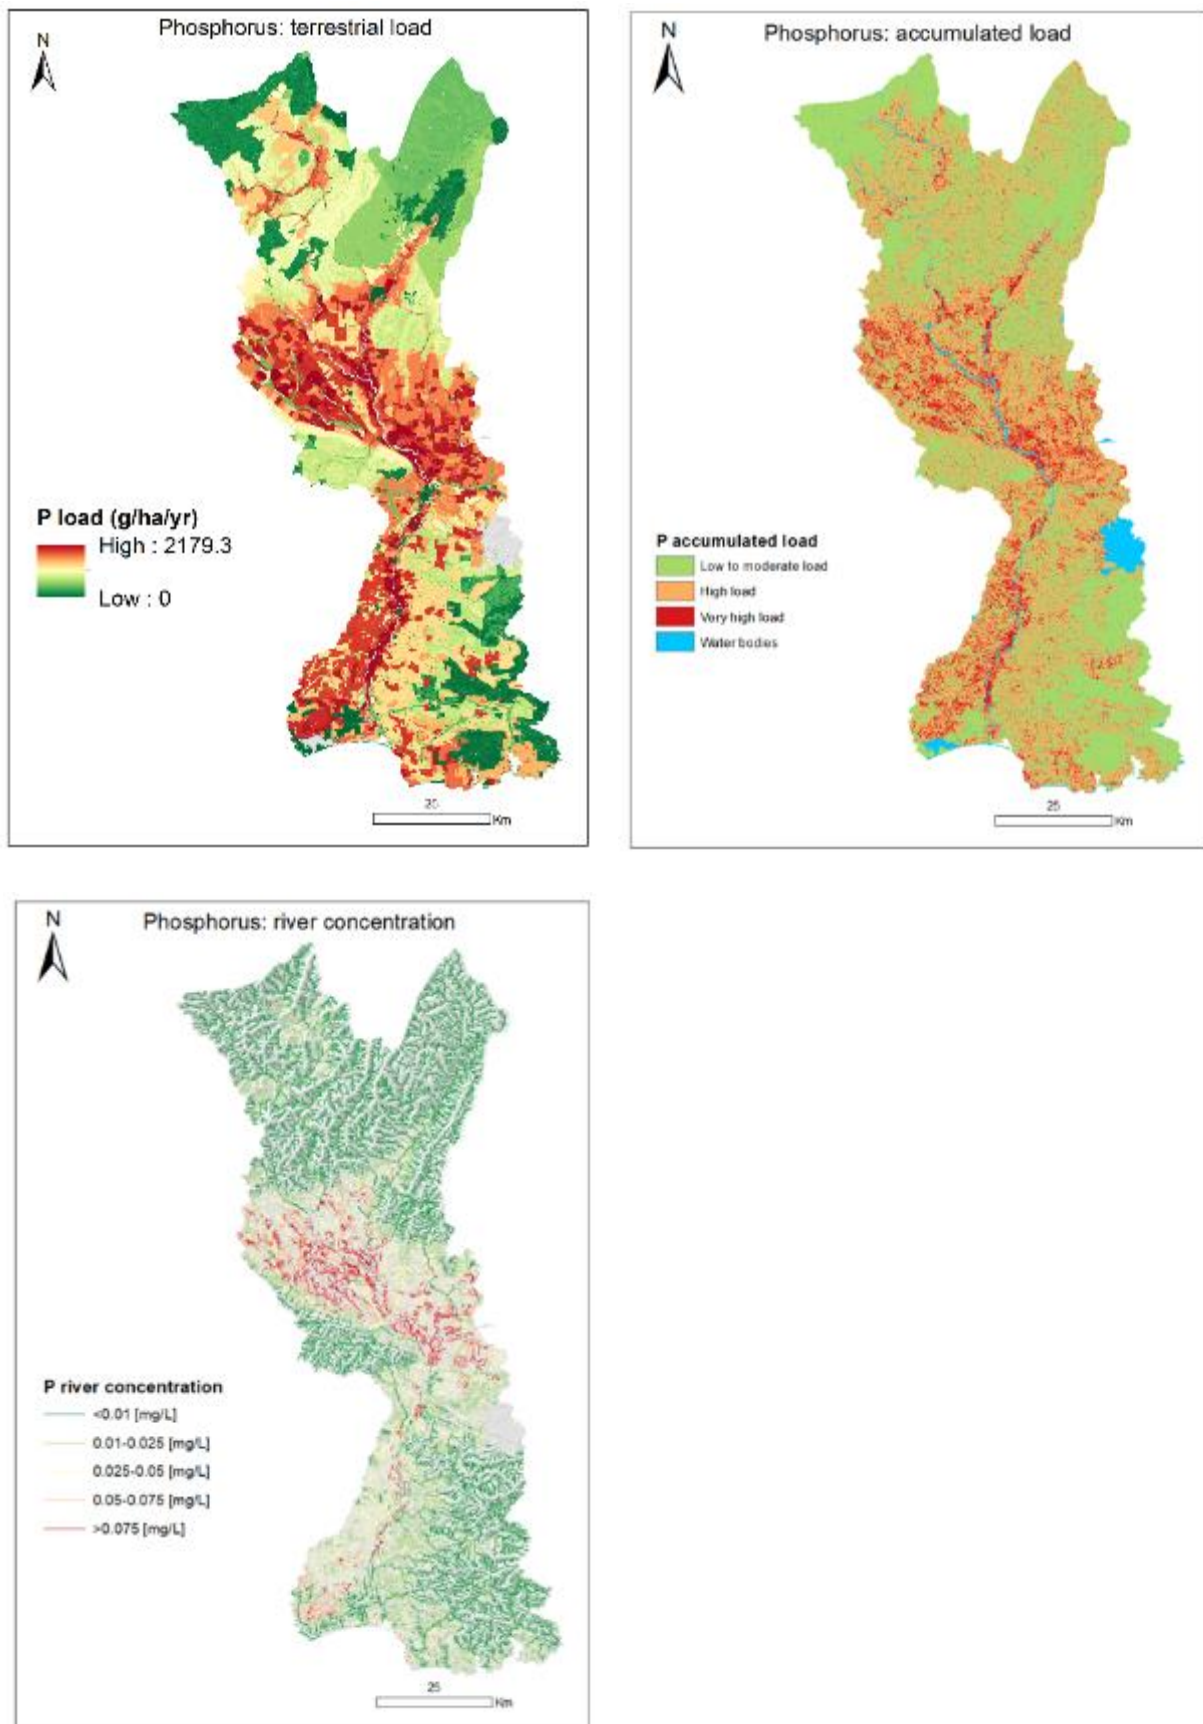 Phosphorus: terrestrial load
N
P load (g/ha/yr)
High : 2179.3
Low : 0
25
Km
Phosphorus: accumulated load
N
P accumulated load
Low to moderate load
High load
Very high load
Water bodies
25
Km
Phosphorus: river concentration
N
P river concentration
<0.01 [mg/L]
0.01-0.025 [mg/L]
0.025-0.05 [mg/L]
0.05-0.075 [mg/L]
>0.075 [mg/L]
25
Km